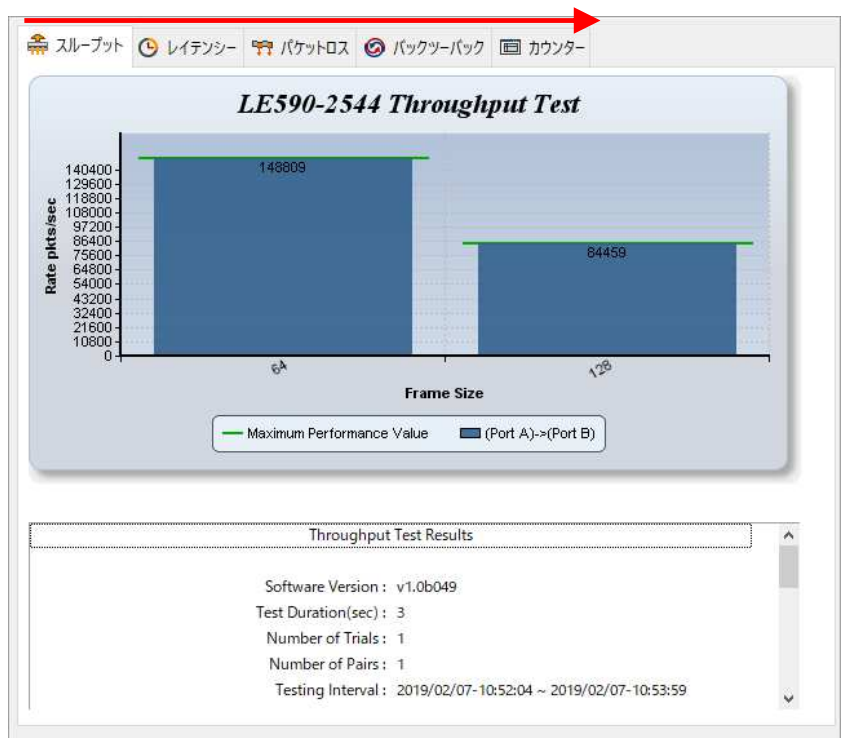 スループット レイテンシー パケットロス バックツーバック カウンター
LE590-2544 Throughput Test
Rate pkts/sec
140400
129600
118800
108000
97200
86400
75600
64800
54000
43200
32400
21600
10800
0
148809
84459
64
128
Frame Size
Maximum Performance Value (Port A)->(Port B)
Throughput Test Results
Software Version : v1.0b049
Test Duration(sec) : 3
Number of Trials : 1
Number of Pairs : 1
Testing Interval : 2019/02/07-10:52:04 ~ 2019/02/07-10:53:59